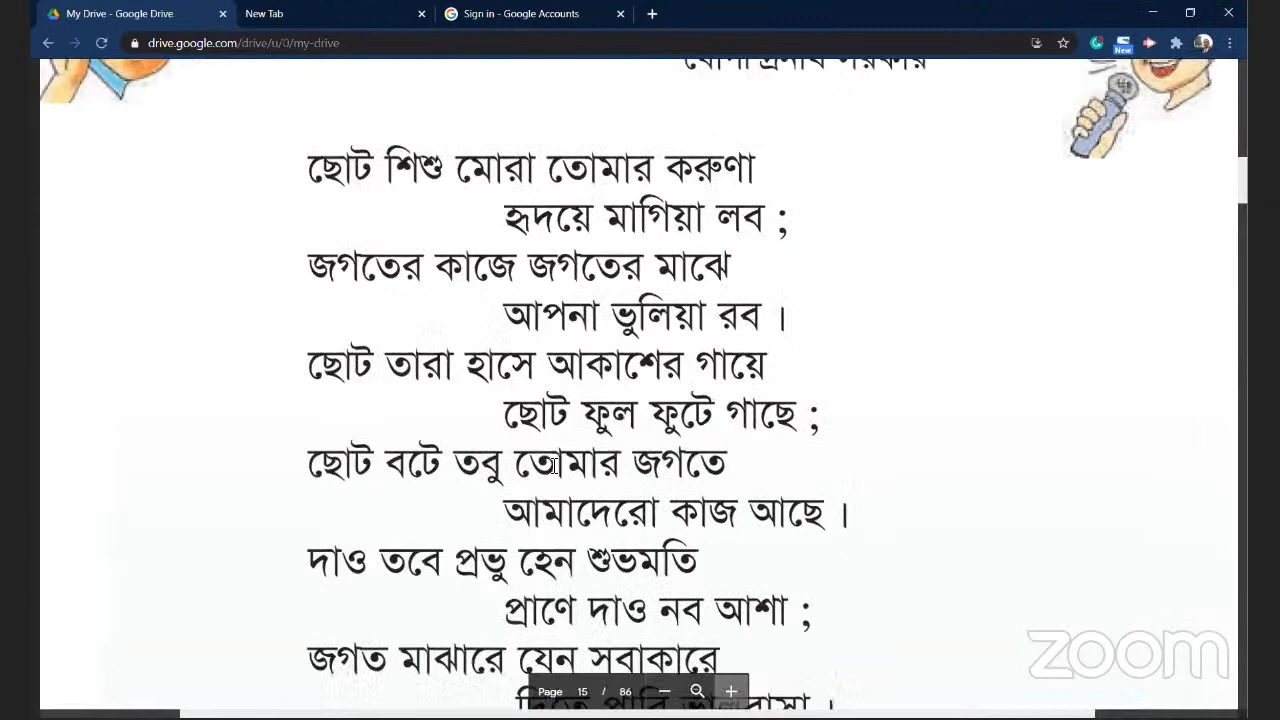 My Drive - Google Drive
New Tab
Sign in - Google Accounts
drive.google.com/drive/u/0/my-drive
New
ছোট শিশু মোরা তোমার করুণা
হৃদয়ে মাগিয়া লব ;
জগতের কাজে জগতের মাঝে
আপনা ভুলিয়া রব ।
ছোট তারা হাসে আকাশের গায়ে
ছোট ফুল ফুটে গাছে ;
ছোট বটে তবু তোমার জগতে
আমাদেরো কাজ আছে ।
দাও তবে প্রভু হেন শুভমতি
প্রাণে দাও নব আশা ;
জগত মাঝারে যেন সবাকারে
Page 15 / 86
zoom